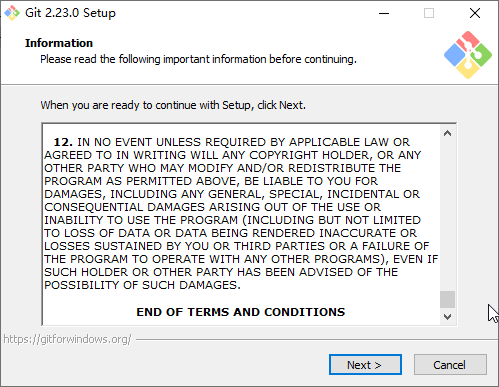 Git 2.23.0 Setup
Information
Please read the following important information before continuing.
When you are ready to continue with Setup, click Next.
12. IN NO EVENT UNLESS REQUIRED BY APPLICABLE LAW OR
AGREED TO IN WRITING WILL ANY COPYRIGHT HOLDER, OR ANY
OTHER PARTY WHO MAY MODIFY AND/OR REDISTRIBUTE THE
PROGRAM AS PERMITTED ABOVE, BE LIABLE TO YOU FOR
DAMAGES, INCLUDING ANY GENERAL, SPECIAL, INCIDENTAL OR
CONSEQUENTIAL DAMAGES ARISING OUT OF THE USE OR
INABILITY TO USE THE PROGRAM (INCLUDING BUT NOT LIMITED
TO LOSS OF DATA OR DATA BEING RENDERED INACCURATE OR
LOSSES SUSTAINED BY YOU OR THIRD PARTIES OR A FAILURE OF
THE PROGRAM TO OPERATE WITH ANY OTHER PROGRAMS), EVEN IF
SUCH HOLDER OR OTHER PARTY HAS BEEN ADVISED OF THE
POSSIBILITY OF SUCH DAMAGES.
END OF TERMS AND CONDITIONS
https://gitforwindows.org/
Next >
Cancel